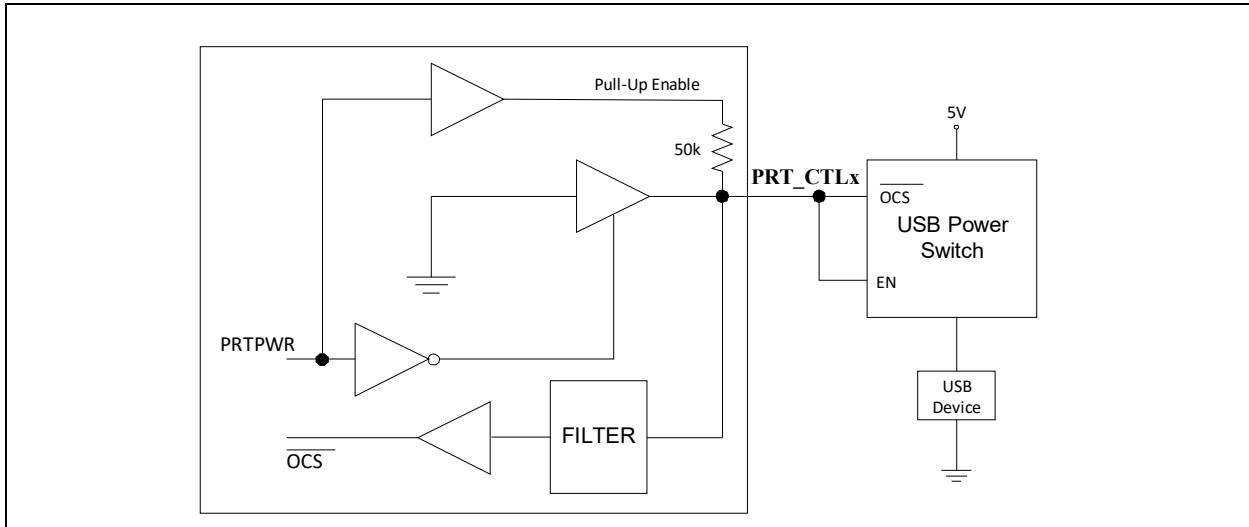 Pull-Up Enable
5V
50k
PRT_CTLx
OCS
USB Power
Switch
EN
PRTPWR
USB
Device
FILTER
OCS